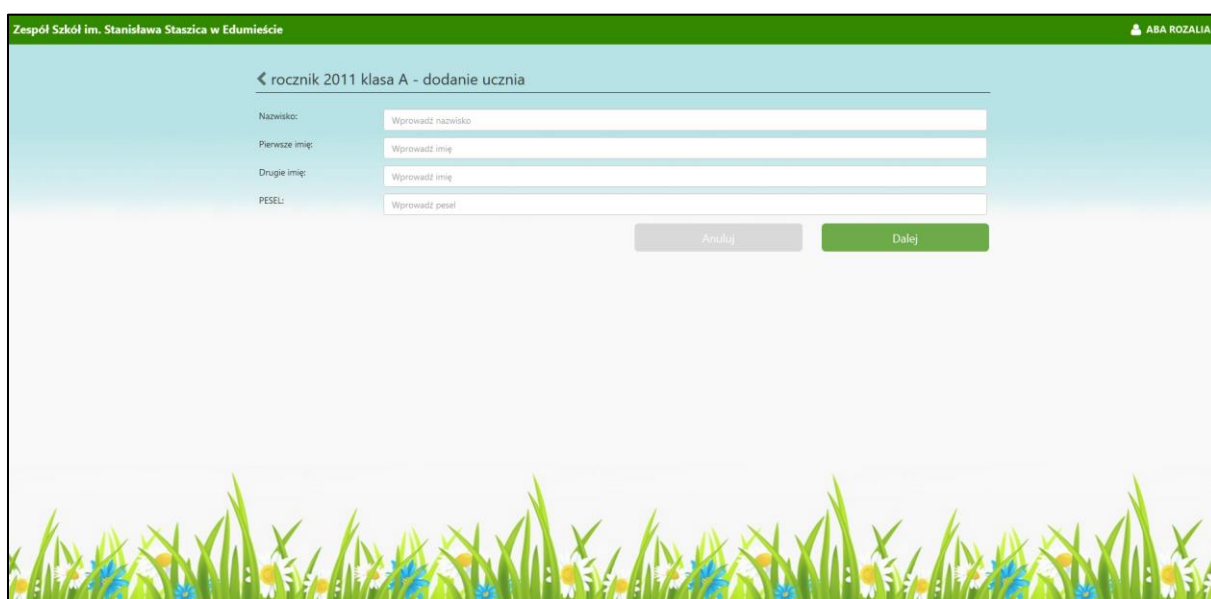 Zespół Szkół im. Stanisława Staszica w Edumieście ABA ROZALIA
rocznik 2011 klasa A - dodanie ucznia
Nazwisko: Wprowadź nazwisko
Pierwsze imię: Wprowadź imię
Drugie imię: Wprowadź imię
PESEL: Wprowadź pesel
Anuluj Dalej